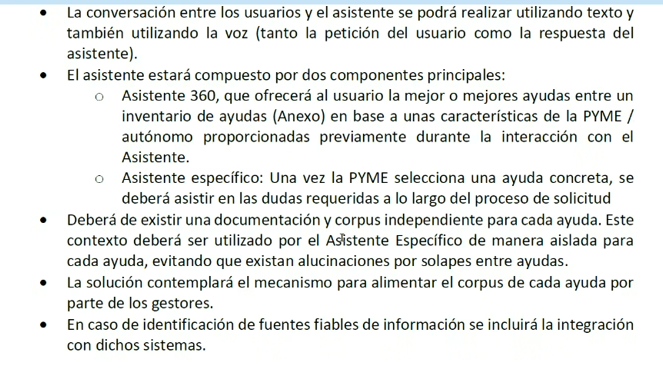 • La conversación entre los usuarios y el asistente se podrá realizar utilizando texto y
también utilizando la voz (tanto la petición del usuario como la respuesta del
asistente).
• El asistente estará compuesto por dos componentes principales:
○ Asistente 360, que ofrecerá al usuario la mejor o mejores ayudas entre un
inventario de ayudas (Anexo) en base a unas características de la PYME /
autónomo proporcionadas previamente durante la interacción con el
Asistente.
○ Asistente específico: Una vez la PYME selecciona una ayuda concreta, se
deberá asistir en las dudas requeridas a lo largo del proceso de solicitud
• Deberá de existir una documentación y corpus independiente para cada ayuda. Este
contexto deberá ser utilizado por el Asistente Específico de manera aislada para
cada ayuda, evitando que existan alucinaciones por solapes entre ayudas.
• La solución contemplará el mecanismo para alimentar el corpus de cada ayuda por
parte de los gestores.
• En caso de identificación de fuentes fiables de información se incluirá la integración
con dichos sistemas.